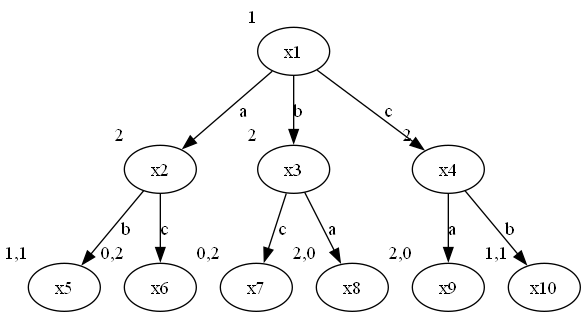 1
x1
a b c
2 2 2
x2 x3 x4
b c c a a b
1,1 0,2 0,2 2,0 2,0 1,1
x5 x6 x7 x8 x9 x10